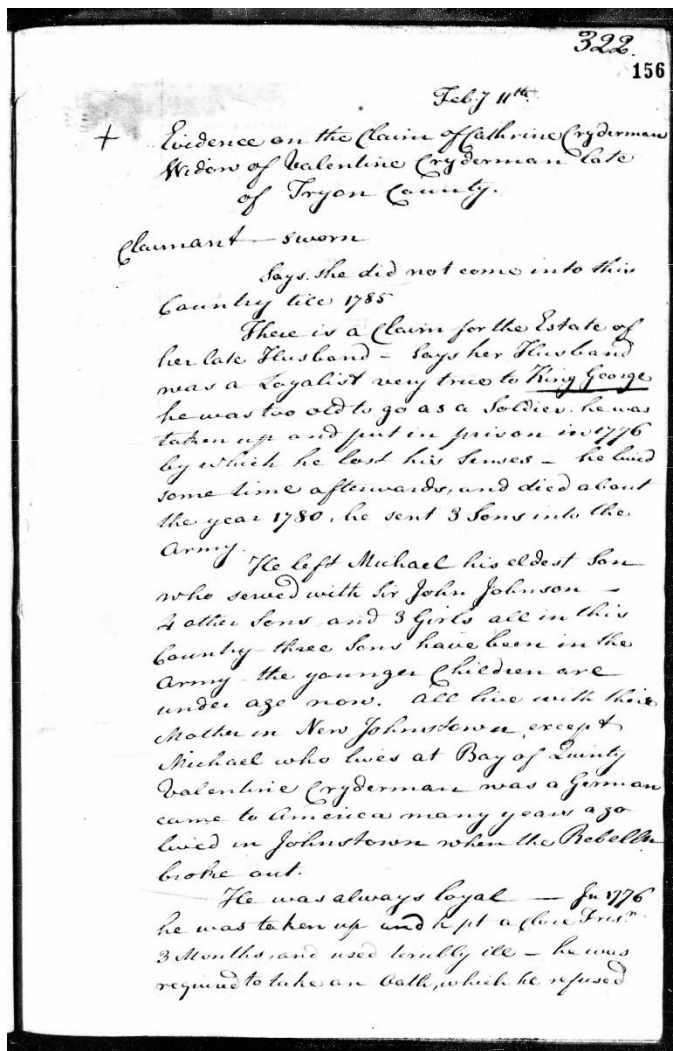 322.
156
Feby 11th
+ Evidence on the Claim of Cathrine Cryderman
Widow of Valentine Cryderman late
of Tryon County.
Claimant – sworn
Says she did not come into this
Country till 1785
There is a Claim for the Estate of
her late Husband – Says her Husband
was a Loyalist very true to King George
he was too old to go as a Soldier. he was
taken up and put in prison in 1776
by which he lost his Senses – he lived
some time afterwards, and died about
the year 1780, he sent 3 Sons into the
Army.
He left Michael his eldest Son
who served with Sir John Johnson –
4 other Sons and 3 Girls all in this
Country – three Sons have been in the
Army – the younger Children are
under age now. All live with their
Mother in New Johnstown, except
Michael who lives at Bay of Quinty
Valentine Cryderman was a German
came to America many years ago
lived in Johnstown when the Rebelln
broke out.
He was always loyal — In 1776
he was taken up and kept a close Prisr
3 Months, and used terribly ill – he was
required to take an Oath, which he refused